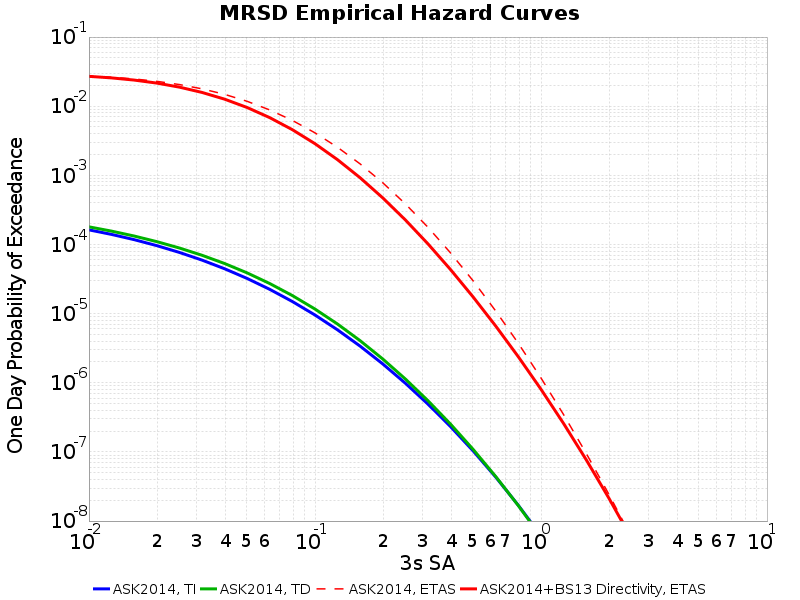 MRSD Empirical Hazard Curves
One Day Probability of Exceedance
10^-1
10^-2
10^-3
10^-4
10^-5
10^-6
10^-7
10^-8
10^-2 2 3 4 5 6 10^-1 2 3 4 5 6 7 10^0 2 3 4 5 6 7 10^1
3s SA
ASK2014, TI ASK2014, TD ASK2014, ETAS ASK2014+BS13 Directivity, ETAS